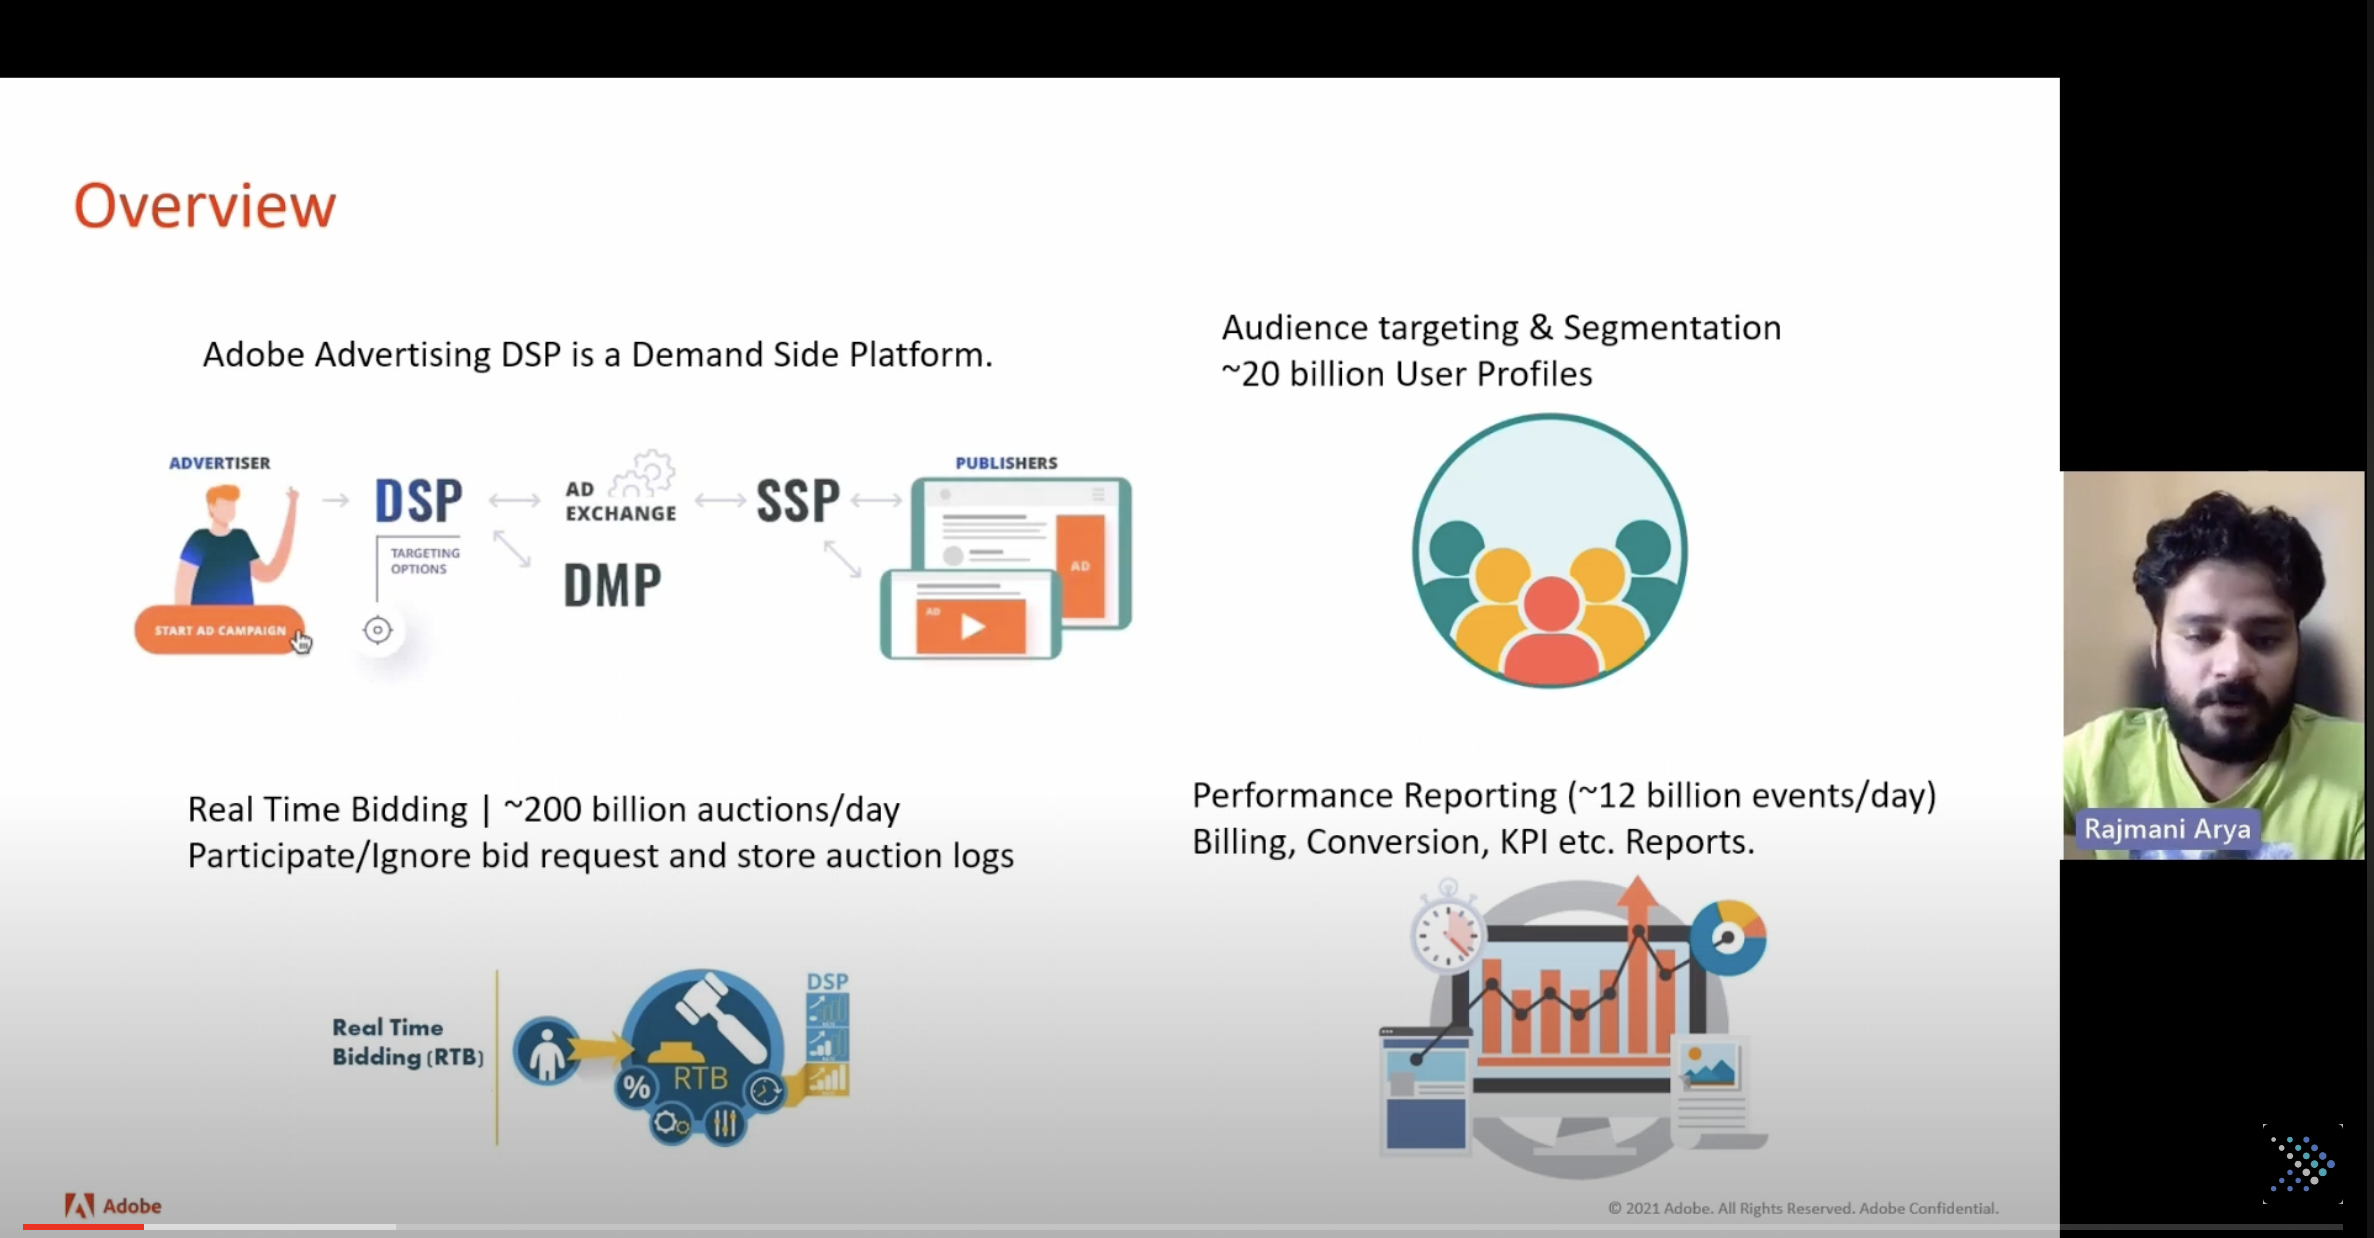 Overview
Adobe Advertising DSP is a Demand Side Platform.
ADVERTISER
START AD CAMPAIGN
DSP
TARGETING
OPTIONS
AD
EXCHANGE
DMP
SSP
PUBLISHERS
AD
AD
Audience targeting & Segmentation
~20 billion User Profiles
Real Time Bidding | ~200 billion auctions/day
Participate/Ignore bid request and store auction logs
Real Time
Bidding (RTB)
%
RTB
DSP
Performance Reporting (~12 billion events/day)
Billing, Conversion, KPI etc. Reports.
Rajmani Arya
Adobe
© 2021 Adobe. All Rights Reserved. Adobe Confidential.